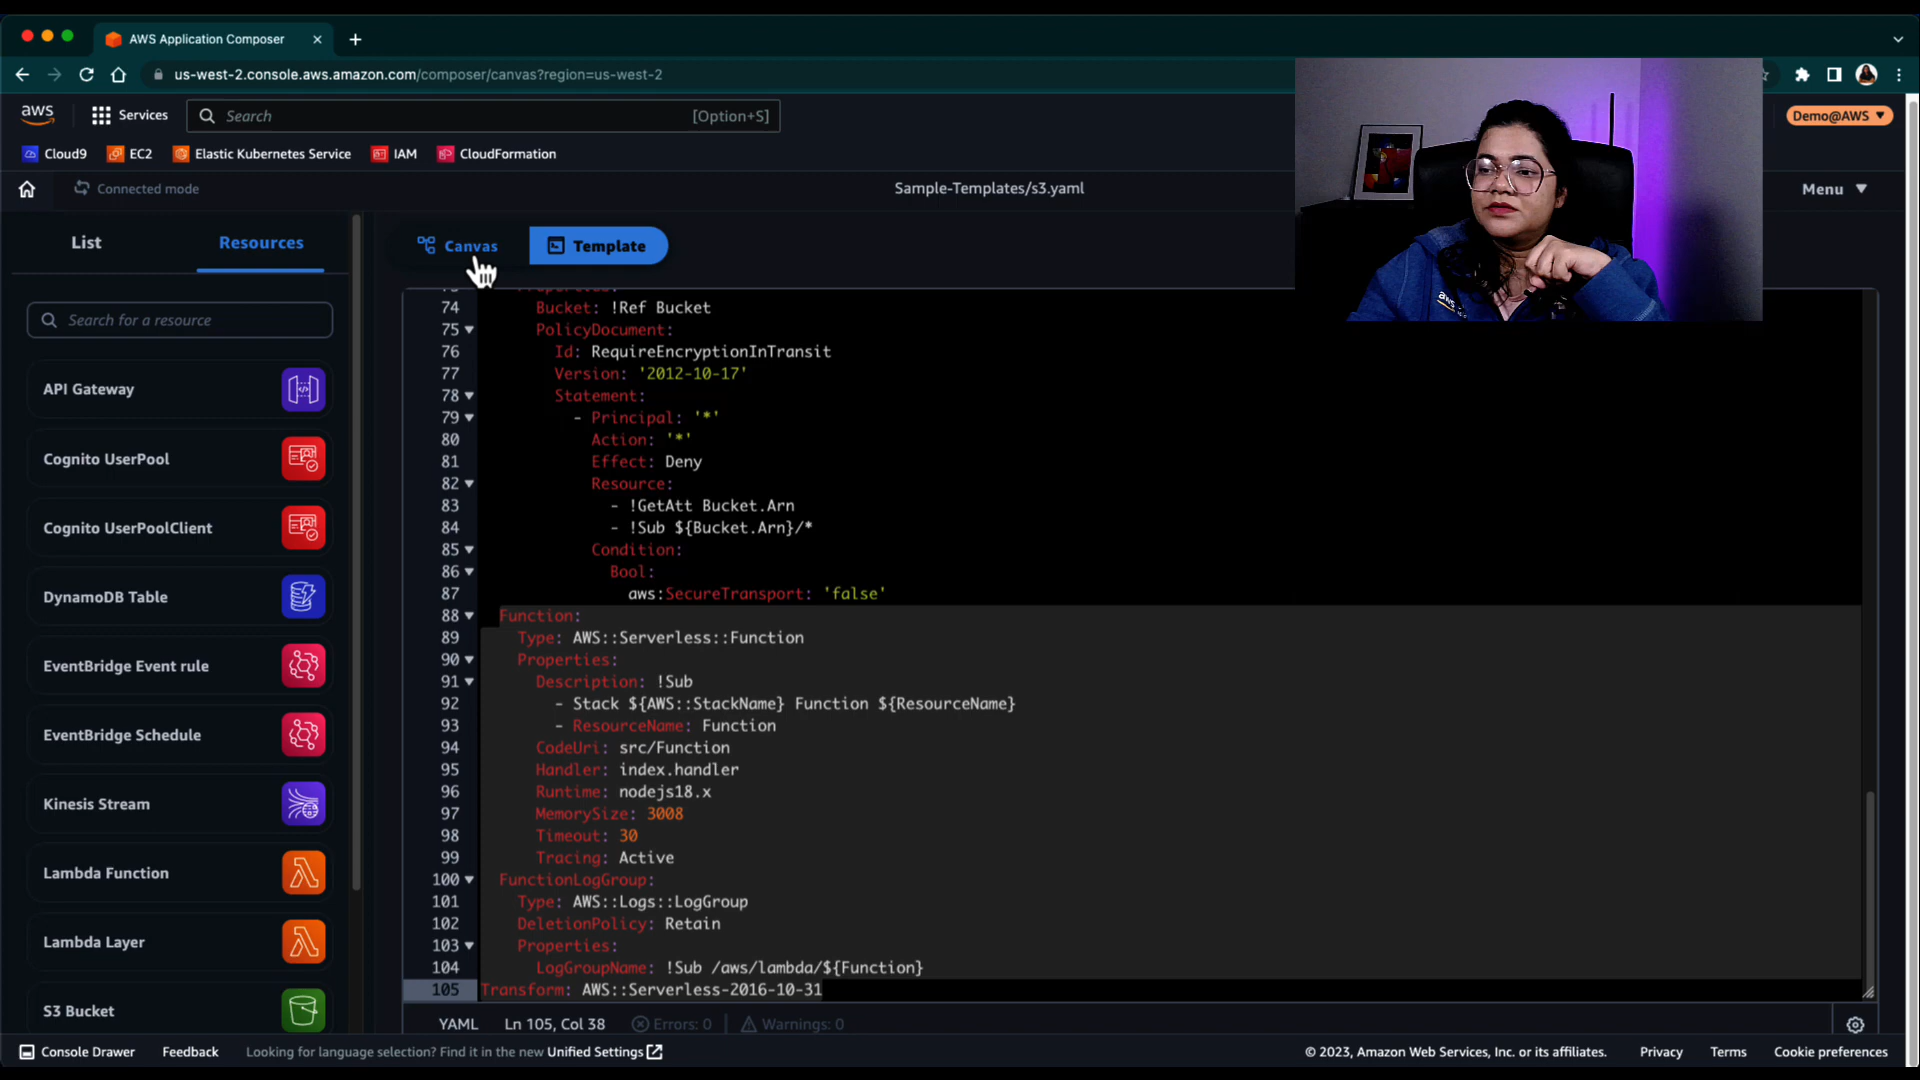 AWS Application Composer
us-west-2.console.aws.amazon.com/composer/canvas?region=us-west-2
aws
Services
Search
[Option+S]
Demo@AWS
Cloud9
EC2
Elastic Kubernetes Service
IAM
CloudFormation
Connected mode
Sample-Templates/s3.yaml
Menu
List
Resources
Canvas
Template
Search for a resource
API Gateway
Cognito UserPool
Cognito UserPoolClient
DynamoDB Table
EventBridge Event rule
EventBridge Schedule
Kinesis Stream
Lambda Function
Lambda Layer
S3 Bucket
74 Bucket: !Ref Bucket
75 PolicyDocument:
76 Id: RequireEncryptionInTransit
77 Version: '2012-10-17'
78 Statement:
79 - Principal: '*'
80 Action: '*'
81 Effect: Deny
82 Resource:
83 - !GetAtt Bucket.Arn
84 - !Sub ${Bucket.Arn}/*
85 Condition:
86 Bool:
87 aws:SecureTransport: 'false'
88 Function:
89 Type: AWS::Serverless::Function
90 Properties:
91 Description: !Sub
92 - Stack ${AWS::StackName} Function ${ResourceName}
93 - ResourceName: Function
94 CodeUri: src/Function
95 Handler: index.handler
96 Runtime: nodejs18.x
97 MemorySize: 3008
98 Timeout: 30
99 Tracing: Active
100 FunctionLogGroup:
101 Type: AWS::Logs::LogGroup
102 DeletionPolicy: Retain
103 Properties:
104 LogGroupName: !Sub /aws/lambda/${Function}
105 Transform: AWS::Serverless-2016-10-31
YAML Ln 105, Col 38 Errors: 0 Warnings: 0
Console Drawer Feedback Looking for language selection? Find it in the new Unified Settings © 2023, Amazon Web Services, Inc. or its affiliates. Privacy Terms Cookie preferences